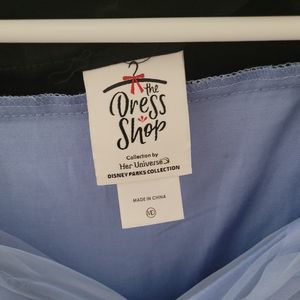 the
Dress
Shop
Collection by
Her Universe
DISNEY PARKS COLLECTION
MADE IN CHINA